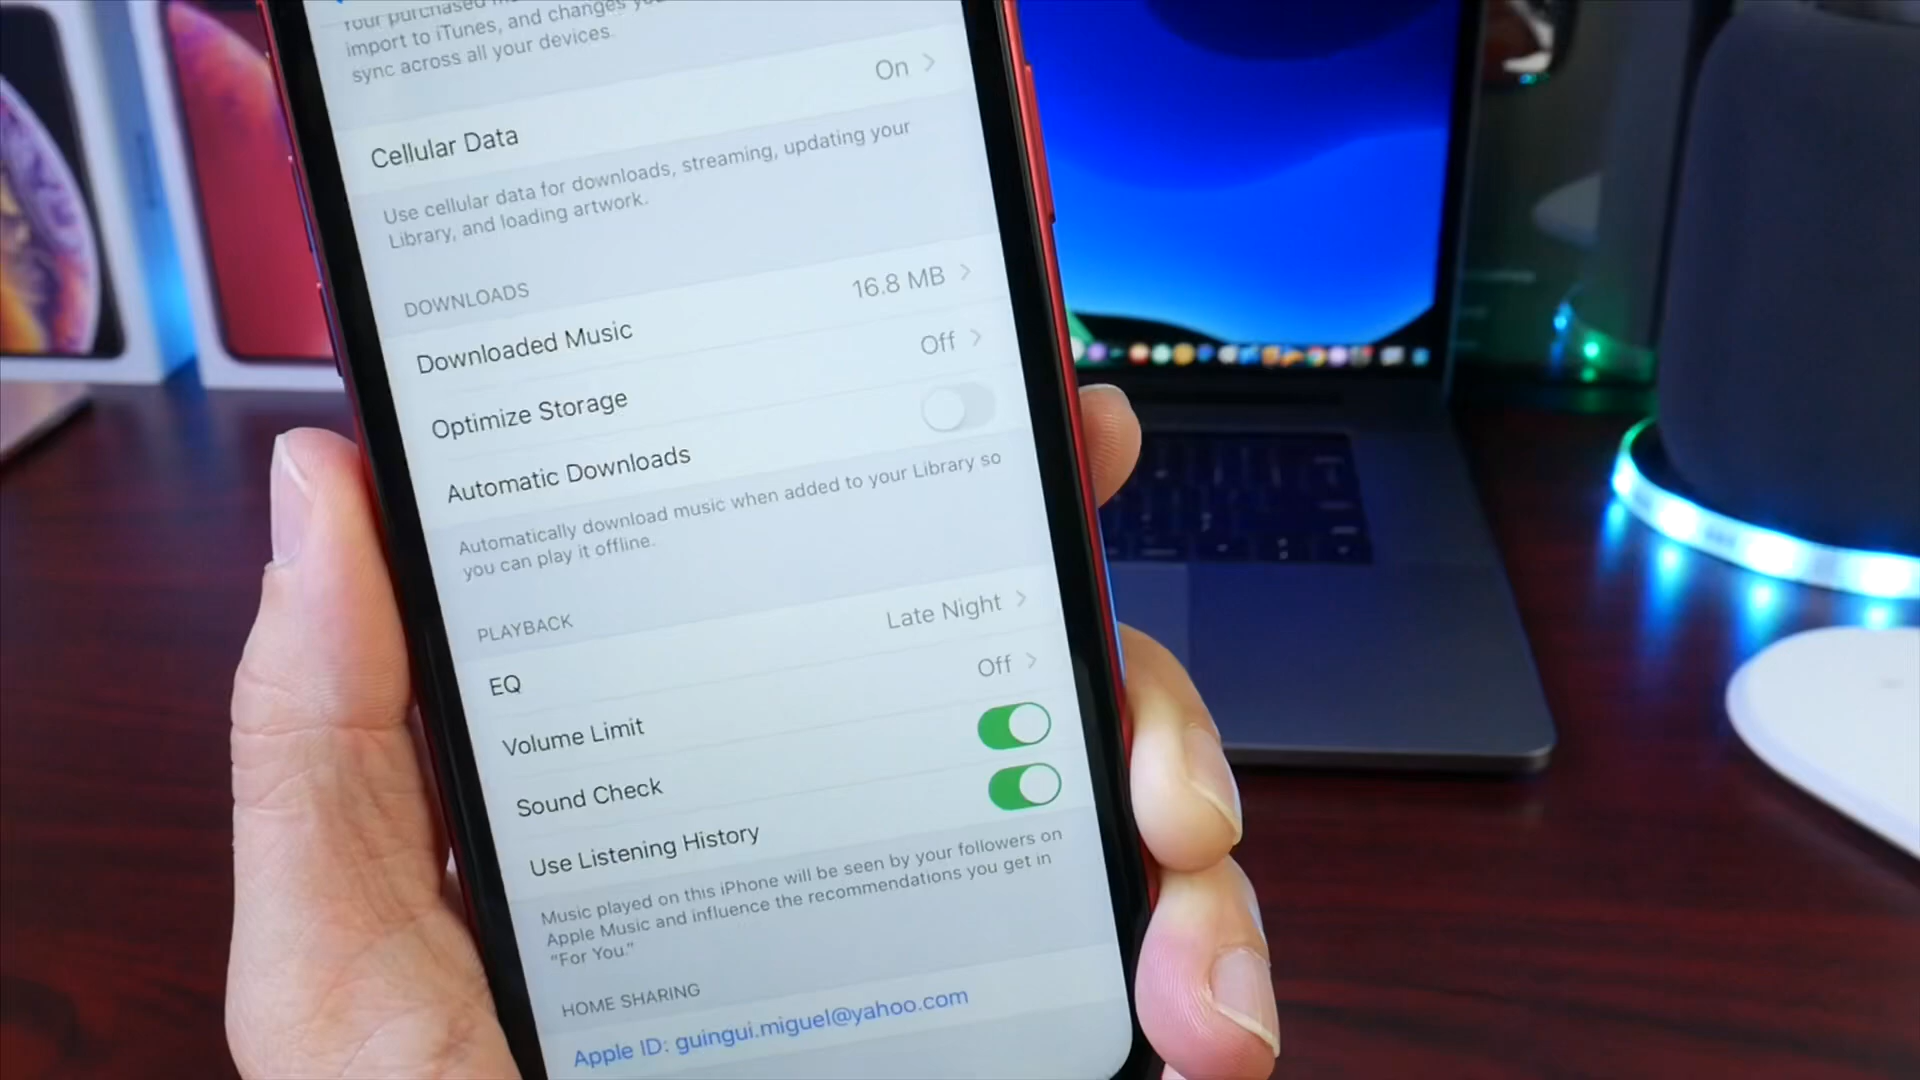 Your purchased
import to iTunes, and changes
sync across all your devices.
Cellular Data On
Use cellular data for downloads, streaming, updating your
Library, and loading artwork.
DOWNLOADS
Downloaded Music 16.8 MB
Optimize Storage Off
Automatic Downloads
Automatically download music when added to your Library so
you can play it offline.
PLAYBACK
EQ Late Night
Volume Limit Off
Sound Check
Use Listening History
Music played on this iPhone will be seen by your followers on
Apple Music and influence the recommendations you get in
"For You."
HOME SHARING
Apple ID: guingui.miguel@yahoo.com